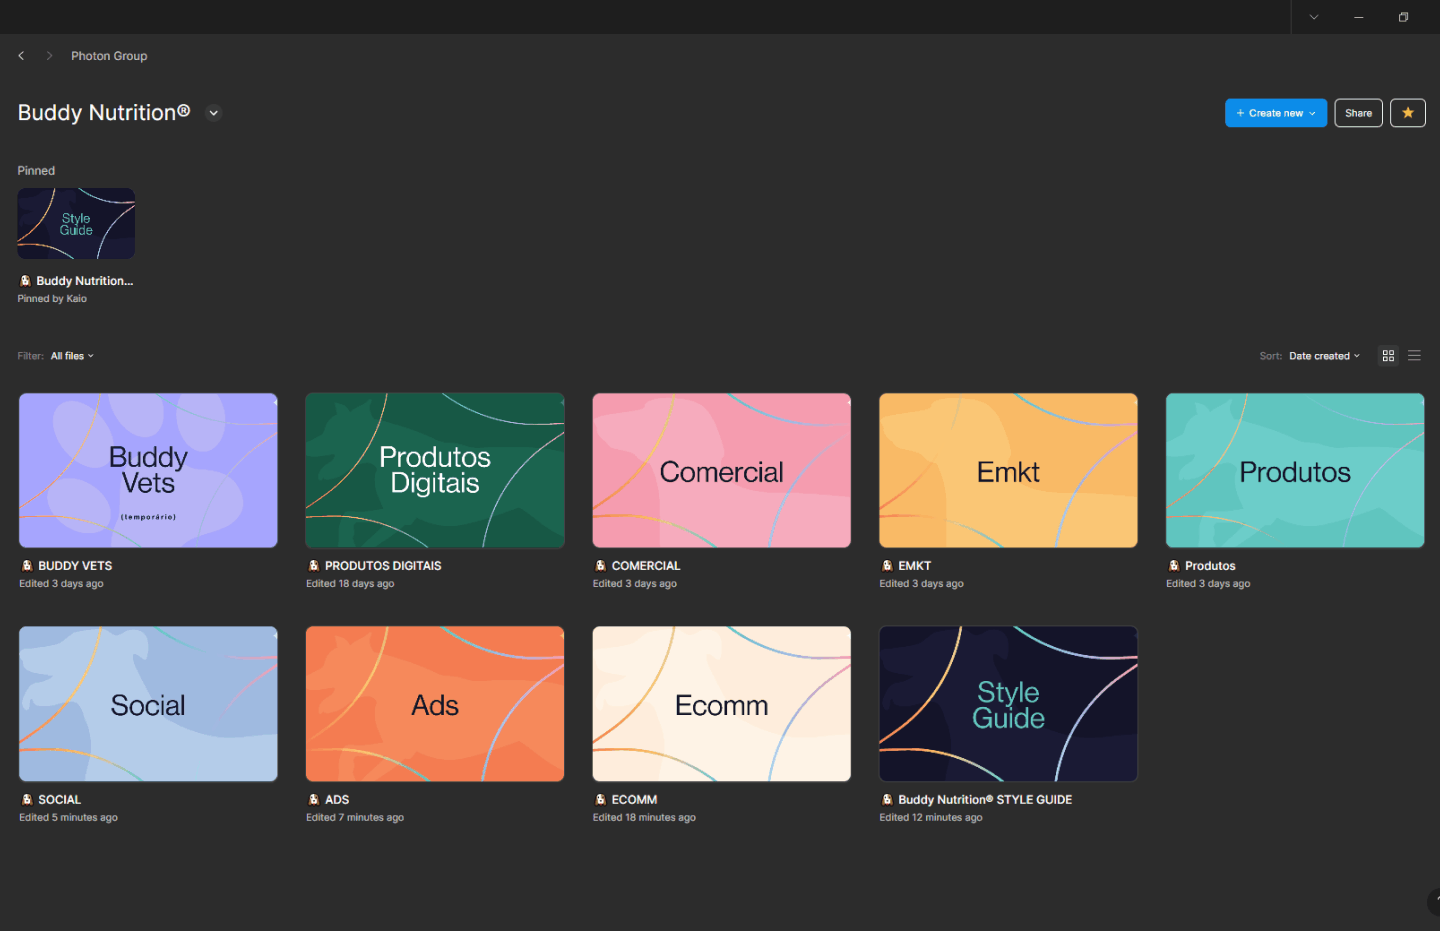 Photon Group
Buddy Nutrition®
+ Create new
Share
Pinned
Style
Guide
Buddy Nutrition...
Pinned by Kaio
Filter: All files
Sort: Date created
Buddy
Vets
(temporário)
BUDDY VETS
Edited 3 days ago
Produtos
Digitais
PRODUTOS DIGITAIS
Edited 18 days ago
Comercial
COMERCIAL
Edited 3 days ago
Emkt
EMKT
Edited 3 days ago
Produtos
Produtos
Edited 3 days ago
Social
SOCIAL
Edited 5 minutes ago
Ads
ADS
Edited 7 minutes ago
Ecomm
ECOMM
Edited 18 minutes ago
Style
Guide
Buddy Nutrition® STYLE GUIDE
Edited 12 minutes ago